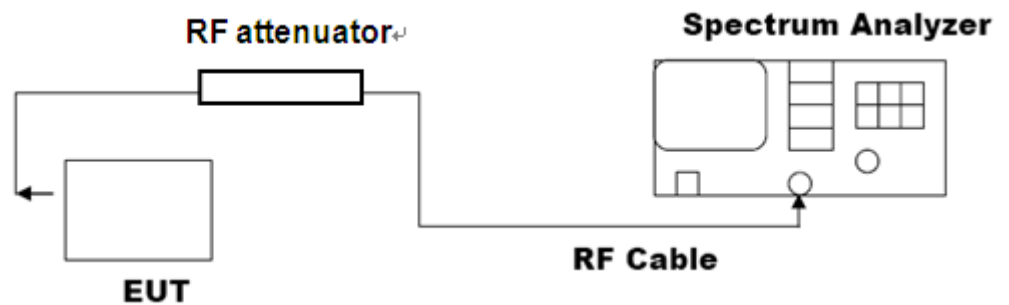 RF attenuator↵
Spectrum Analyzer
RF Cable
EUT